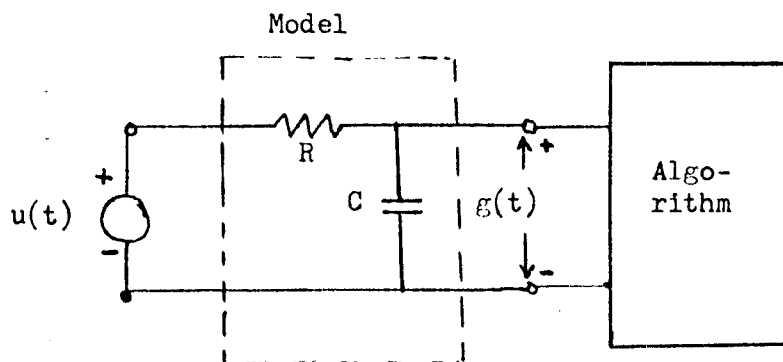 Model
R
C
u(t)
+
-
g(t)
+
-
Algo-
rithm